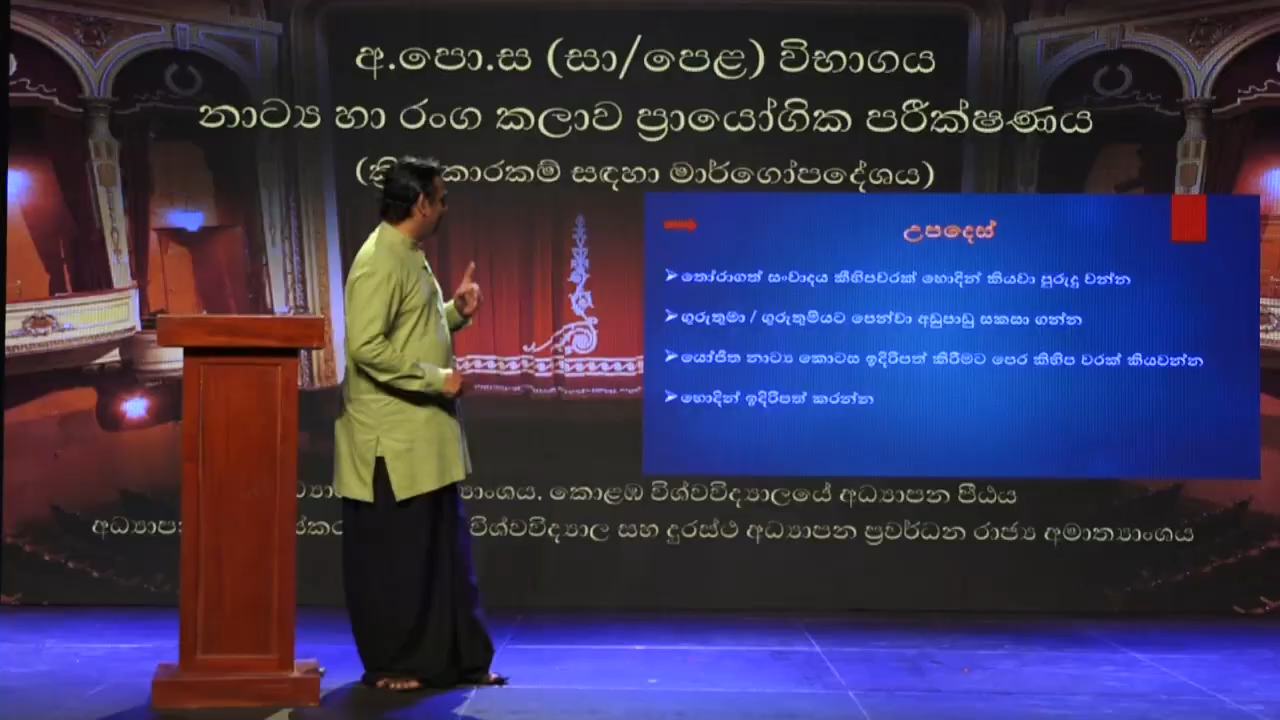 අ.පො.ස (සා/පෙළ) විභාගය
නාට්‍ය හා රංග කලාව ප්‍රායෝගික පරීක්ෂණය
කාරකම් සඳහා මාර්ගෝපදේශය)
උපදෙස්
➤තෝරාගත් සංවාදය කීහිපවරක් හොදින් කියවා පුරුදු වන්න
➤ගුරුතුමා / ගුරුතුමියට පෙන්වා අඩුපාඩු සකසා ගන්න
➤යෝජිත නාට්‍ය කොටස ඉදිරිපත් කිරීමට පෙර කිහිප වරක් කියවන්න
➤හොදින් ඉදිරිපත් කරන්න
කොළඹ විශ්වවිද්‍යාලයේ අධ්‍යාපන පීඨය
විශ්වවිද්‍යාල සහ දුරස්ථ අධ්‍යාපන ප්‍රවර්ධන රාජ්‍ය අමාත්‍යාංශය